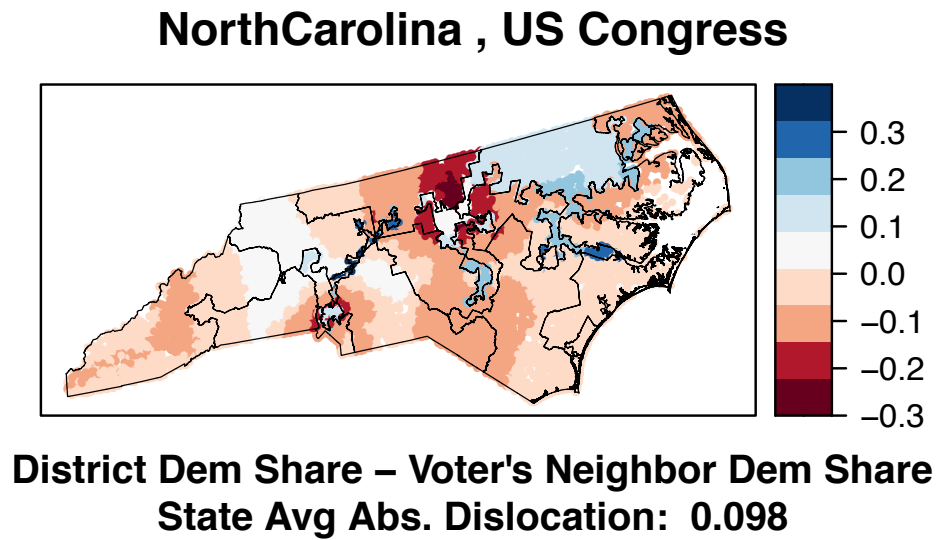 NorthCarolina , US Congress
0.3
0.2
0.1
0.0
−0.1
−0.2
−0.3
District Dem Share − Voter's Neighbor Dem Share
State Avg Abs. Dislocation:  0.098